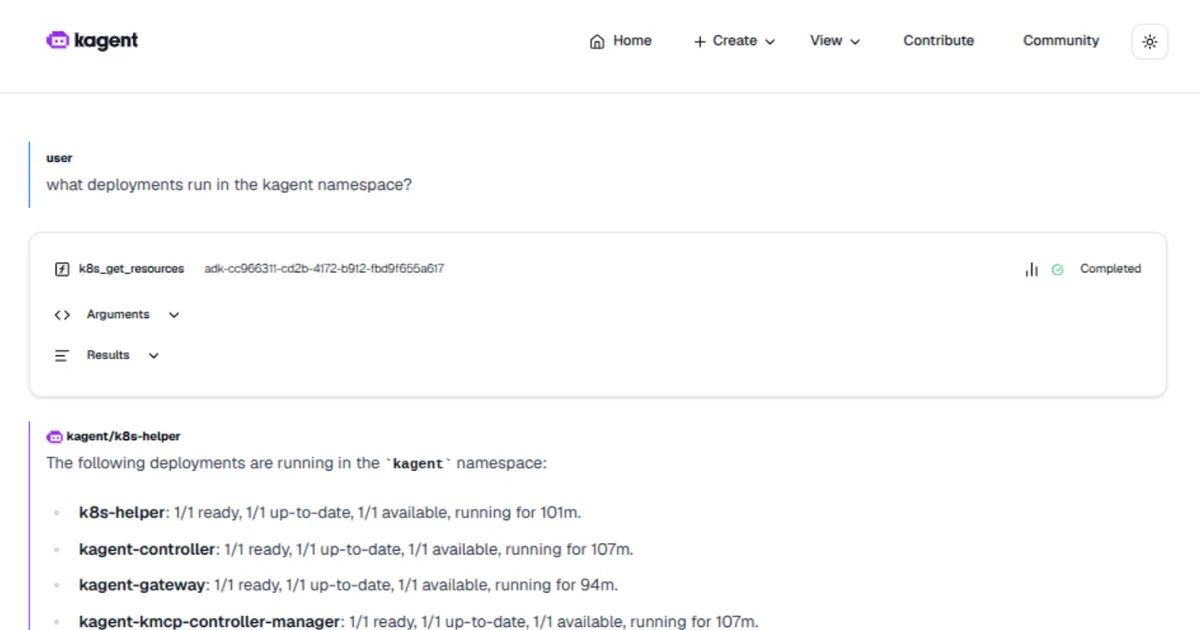 kagent
Home
Create
View
Contribute
Community
user
what deployments run in the kagent namespace?
k8s_get_resources adk-cc966311-cd2b-4172-b912-fbd9f655a617
Completed
Arguments
Results
kagent/k8s-helper
The following deployments are running in the `kagent` namespace:
k8s-helper: 1/1 ready, 1/1 up-to-date, 1/1 available, running for 101m.
kagent-controller: 1/1 ready, 1/1 up-to-date, 1/1 available, running for 107m.
kagent-gateway: 1/1 ready, 1/1 up-to-date, 1/1 available, running for 94m.
kagent-kmcp-controller-manager: 1/1 ready, 1/1 up-to-date, 1/1 available, running for 107m.